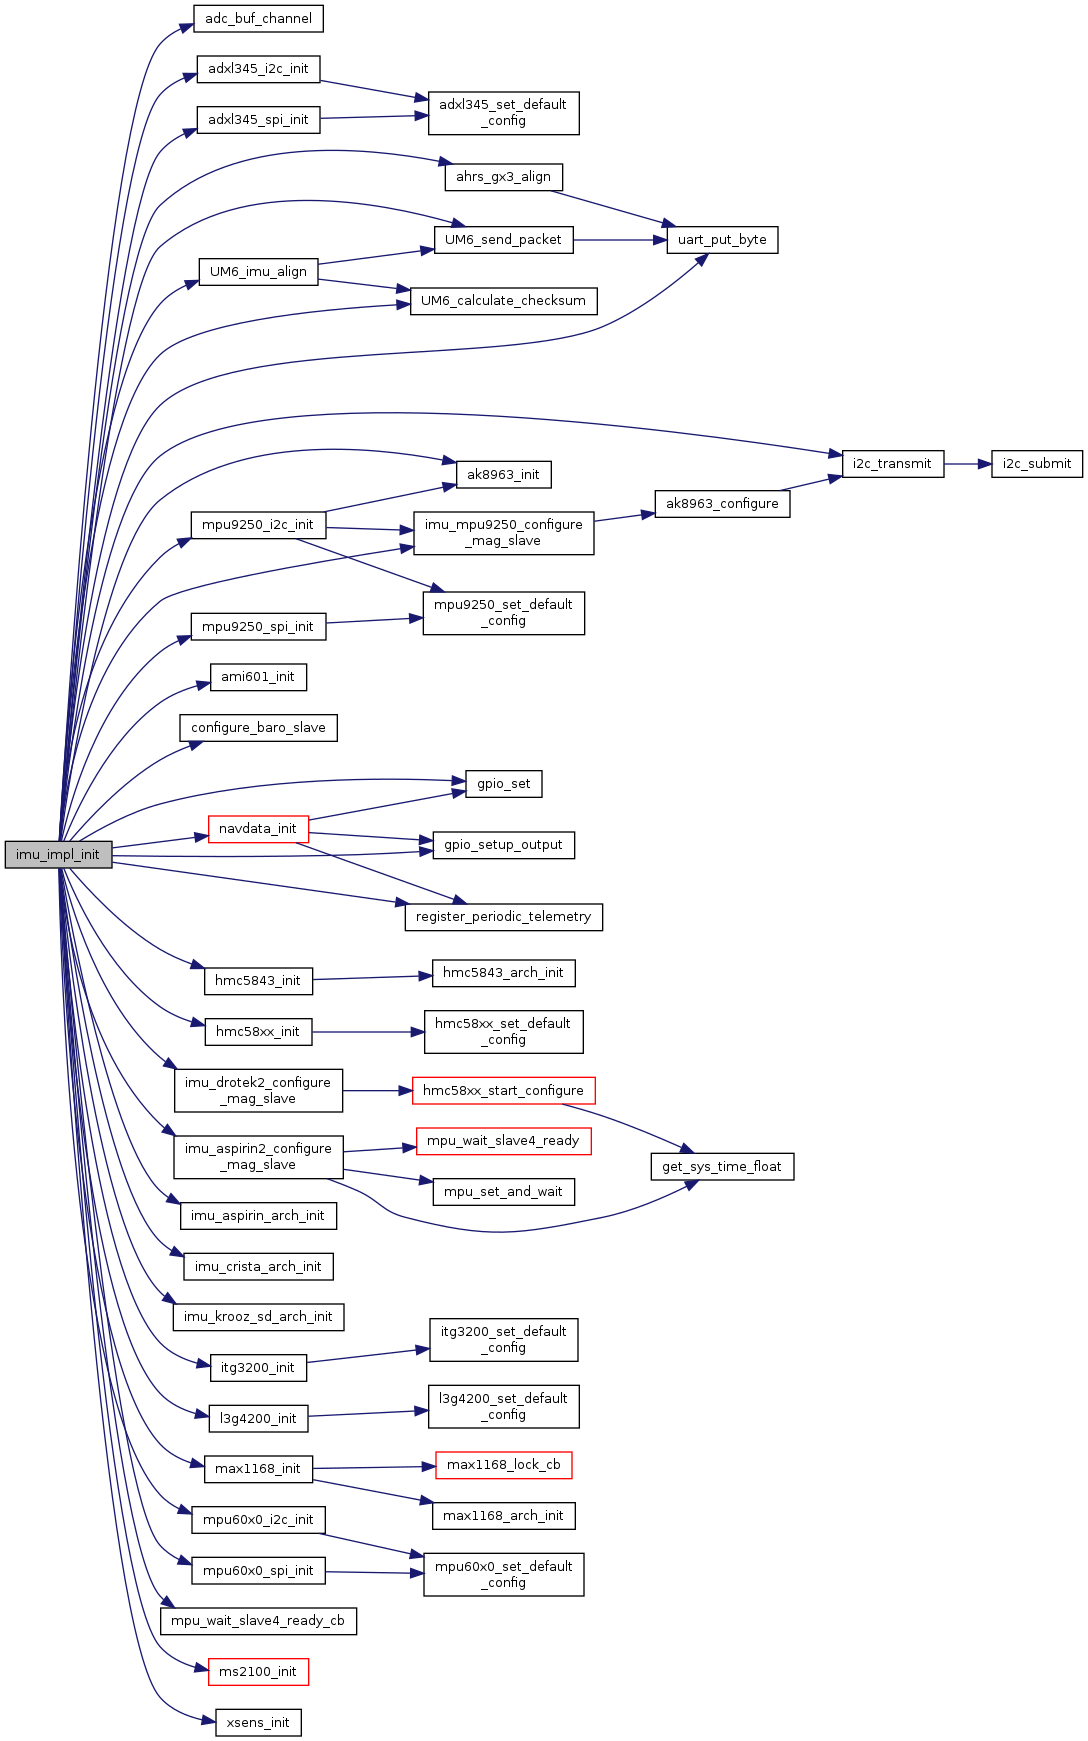 adc_buf_channel
adxl345_i2c_init
adxl345_set_default
_config
adxl345_spi_init
ahrs_gx3_align
UM6_send_packet
uart_put_byte
UM6_imu_align
UM6_calculate_checksum
i2c_transmit
i2c_submit
ak8963_init
ak8963_configure
mpu9250_i2c_init
imu_mpu9250_configure
_mag_slave
mpu9250_set_default
_config
mpu9250_spi_init
ami601_init
configure_baro_slave
gpio_set
navdata_init
gpio_setup_output
imu_impl_init
register_periodic_telemetry
hmc5843_init
hmc5843_arch_init
hmc58xx_init
hmc58xx_set_default
_config
imu_drotek2_configure
_mag_slave
hmc58xx_start_configure
imu_aspirin2_configure
_mag_slave
mpu_wait_slave4_ready
get_sys_time_float
mpu_set_and_wait
imu_aspirin_arch_init
imu_crista_arch_init
imu_krooz_sd_arch_init
itg3200_set_default
_config
itg3200_init
l3g4200_set_default
_config
l3g4200_init
max1168_init
max1168_lock_cb
max1168_arch_init
mpu60x0_i2c_init
mpu60x0_spi_init
mpu60x0_set_default
_config
mpu_wait_slave4_ready_cb
ms2100_init
xsens_init